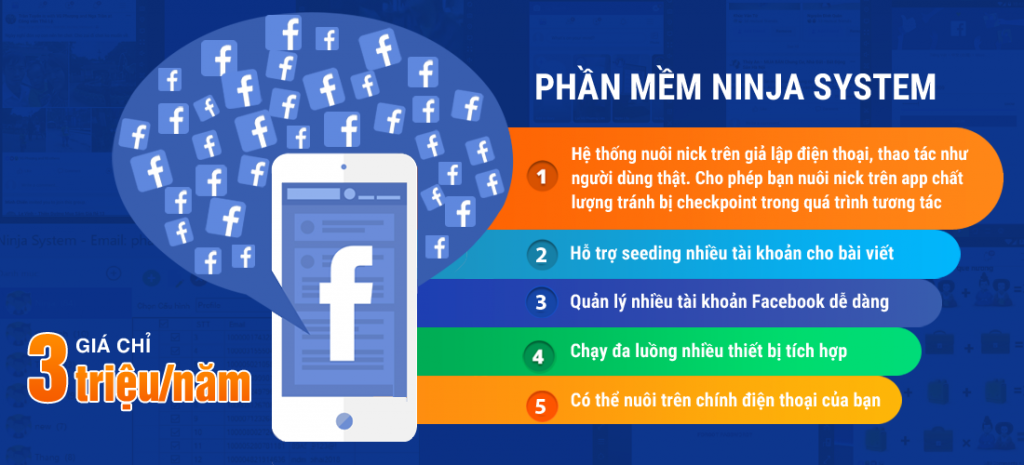 PHẦN MỀM NINJA SYSTEM
1
Hệ thống nuôi nick trên giả lập điện thoại, thao tác như
người dùng thật. Cho phép bạn nuôi nick trên app chất
lượng tránh bị checkpoint trong quá trình tương tác
2 Hỗ trợ seeding nhiều tài khoản cho bài viết
3 Quản lý nhiều tài khoản Facebook dễ dàng
4 Chạy đa luồng nhiều thiết bị tích hợp
5 Có thể nuôi trên chính điện thoại của bạn
GIÁ CHỈ
3 triệu/năm